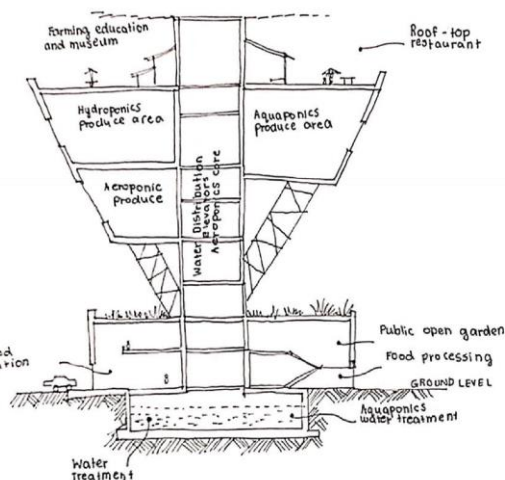 Farming education
and museum
Roof-top
restaurant
Hydroponics
produce area
Aquaponics
produce area
Aeroponic
produce
Water Distribution
Elevators
Aeroponics core
Public open garden
Food processing
GROUND LEVEL
Aquaponics
water treatment
Water
Treatment